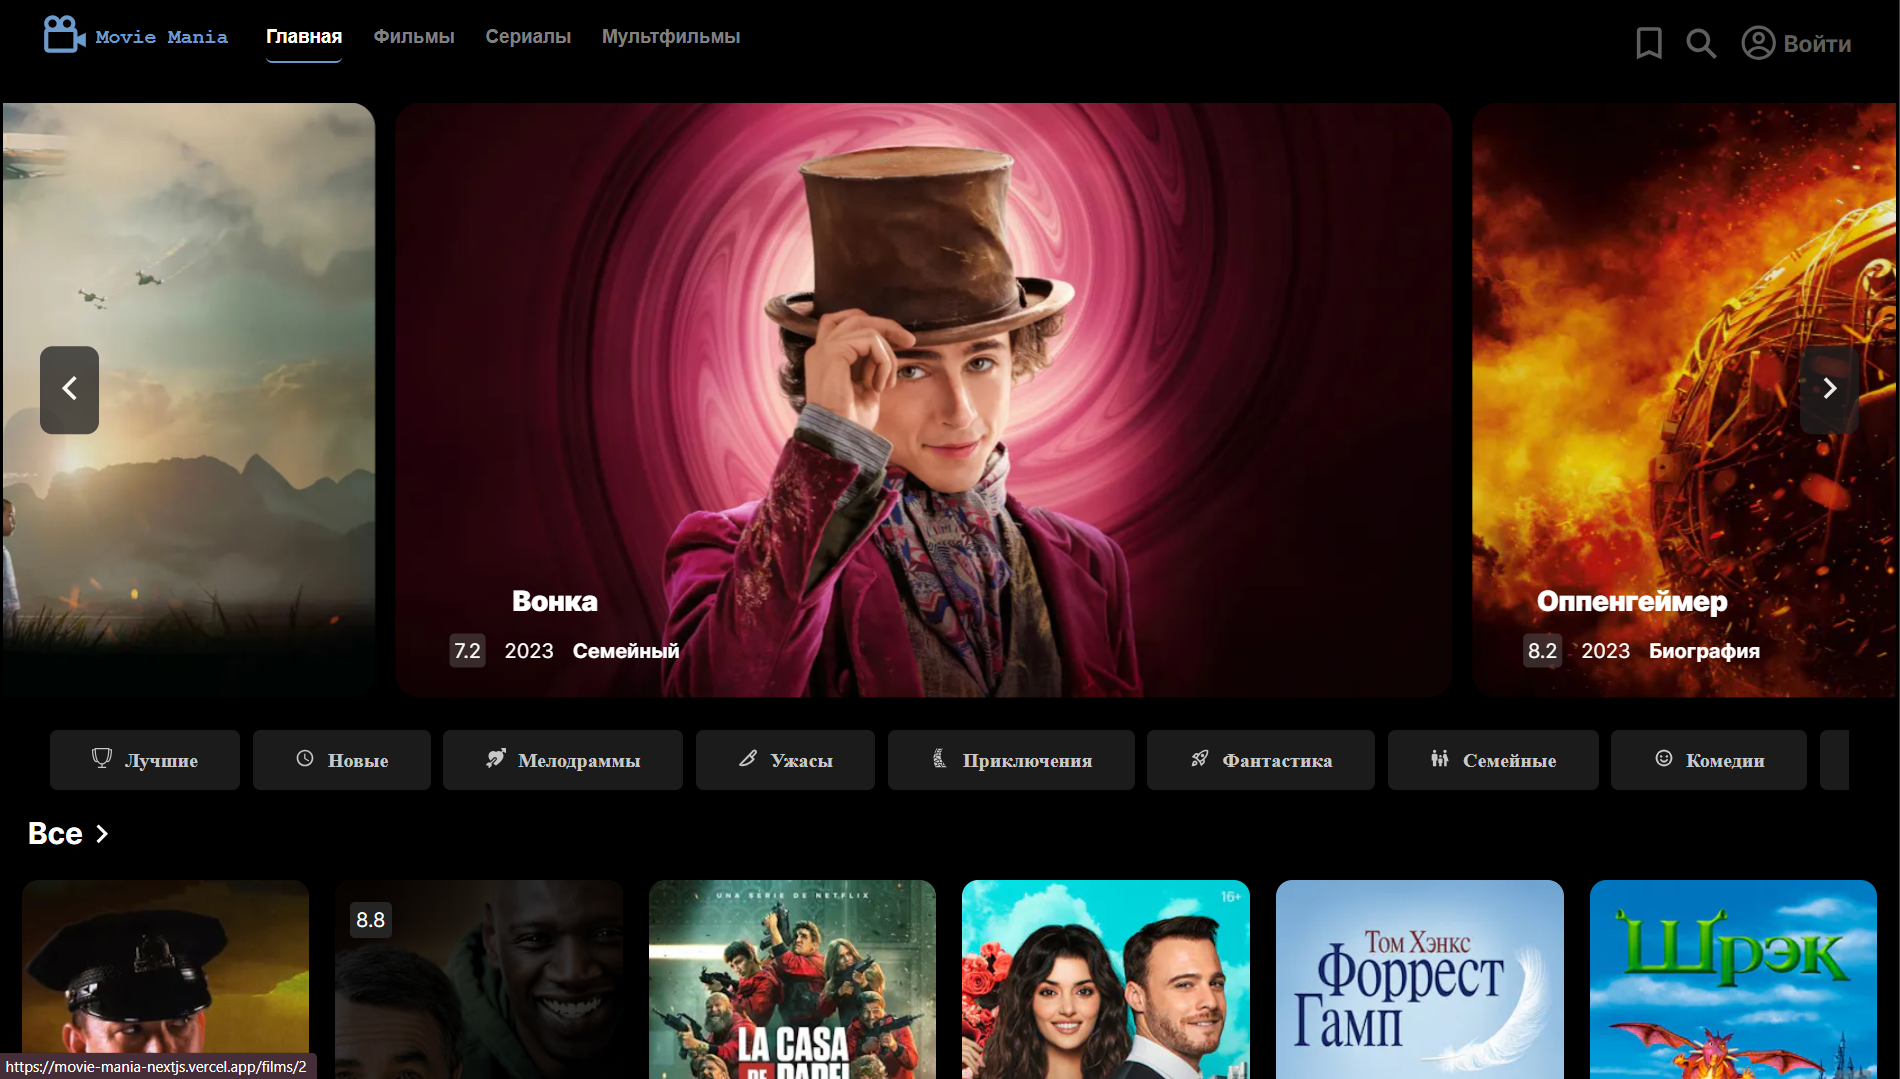 Movie Mania
Главная
Фильмы
Сериалы
Мультфильмы
Войти
Вонка
7.2 2023 Семейный
Оппенгеймер
8.2 2023 Биография
Лучшие
Новые
Мелодраммы
Ужасы
Приключения
Фантастика
Семейные
Комедии
Все
8.8
UNA SERIE DE NETFLIX
LA CASA
DE PAPEL
16+
Том Хэнкс
Форрест
Гамп
Шрэк
https://movie-mania-nextjs.vercel.app/films/2